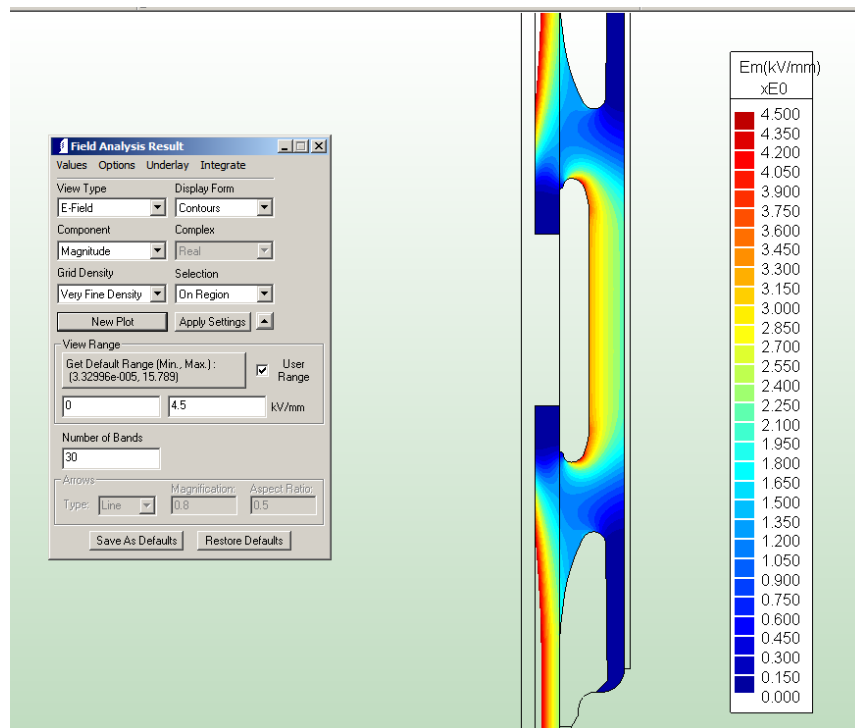 Field Analysis Result
Values Options Underlay Integrate
View Type Display Form
E-Field Contours
Component Complex
Magnitude Real
Grid Density Selection
Very Fine Density On Region
New Plot Apply Settings
View Range
Get Default Range (Min., Max.) :
(3.32996e-005, 15.789)
User
Range
0 4.5 kV/mm
Number of Bands
30
Arrows
Magnification: Aspect Ratio:
Type: Line 0.8 0.5
Save As Defaults Restore Defaults
Em(kV/mm)
xE0
4.500
4.350
4.200
4.050
3.900
3.750
3.600
3.450
3.300
3.150
3.000
2.850
2.700
2.550
2.400
2.250
2.100
1.950
1.800
1.650
1.500
1.350
1.200
1.050
0.900
0.750
0.600
0.450
0.300
0.150
0.000